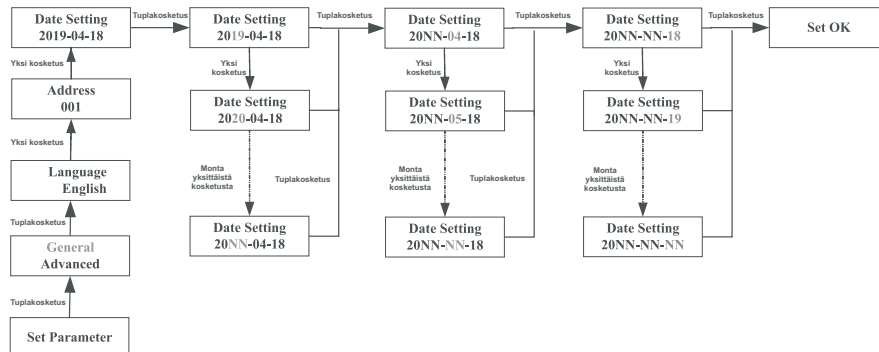 Date Setting
2019-04-18
Tuplakosketus
Date Setting
2019-04-18
Tuplakosketus
Date Setting
20NN-04-18
Tuplakosketus
Date Setting
20NN-NN-18
Tuplakosketus
Set OK
Yksi kosketus
Yksi
kosketus
Yksi
kosketus
Yksi
kosketus
Address
001
Date Setting
2020-04-18
Date Setting
20NN-05-18
Date Setting
20NN-NN-19
Yksi kosketus
Language
English
Monta
yksittäistä
kosketusta
Tuplakosketus
Monta
yksittäistä
kosketusta
Tuplakosketus
Monta
yksittäistä
kosketusta
Tuplakosketus
General
Advanced
Date Setting
20NN-04-18
Date Setting
20NN-NN-18
Date Setting
20NN-NN-NN
Tuplakosketus
Set Parameter